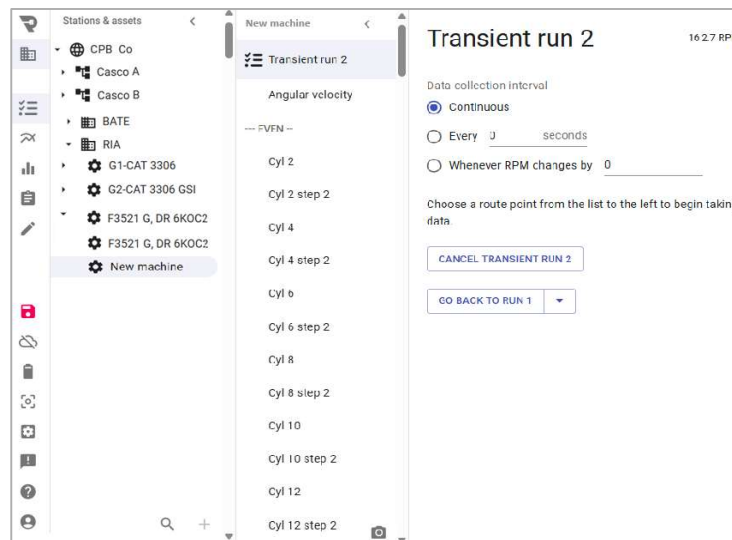 Stations & assets
CPB Co
Casco A
Casco B
BATE
RIA
G1-CAT 3306
G2-CAT 3306 GSI
F3521 G, DR 6KOC2
F3521 G, DR 6KOC2
New machine
New machine
Transient run 2
Angular velocity
--- EVEN --
Cyl 2
Cyl 2 step 2
Cyl 4
Cyl 4 step 2
Cyl 6
Cyl 6 step 2
Cyl 8
Cyl 8 step 2
Cyl 10
Cyl 10 step 2
Cyl 12
Cyl 12 step 2
Transient run 2
162.7 RP
Data collection interval
Continuous
Every 0 seconds
Whenever RPM changes by 0
Choose a route point from the list to the left to begin takin
data.
CANCEL TRANSIENT RUN 2
GO BACK TO RUN 1